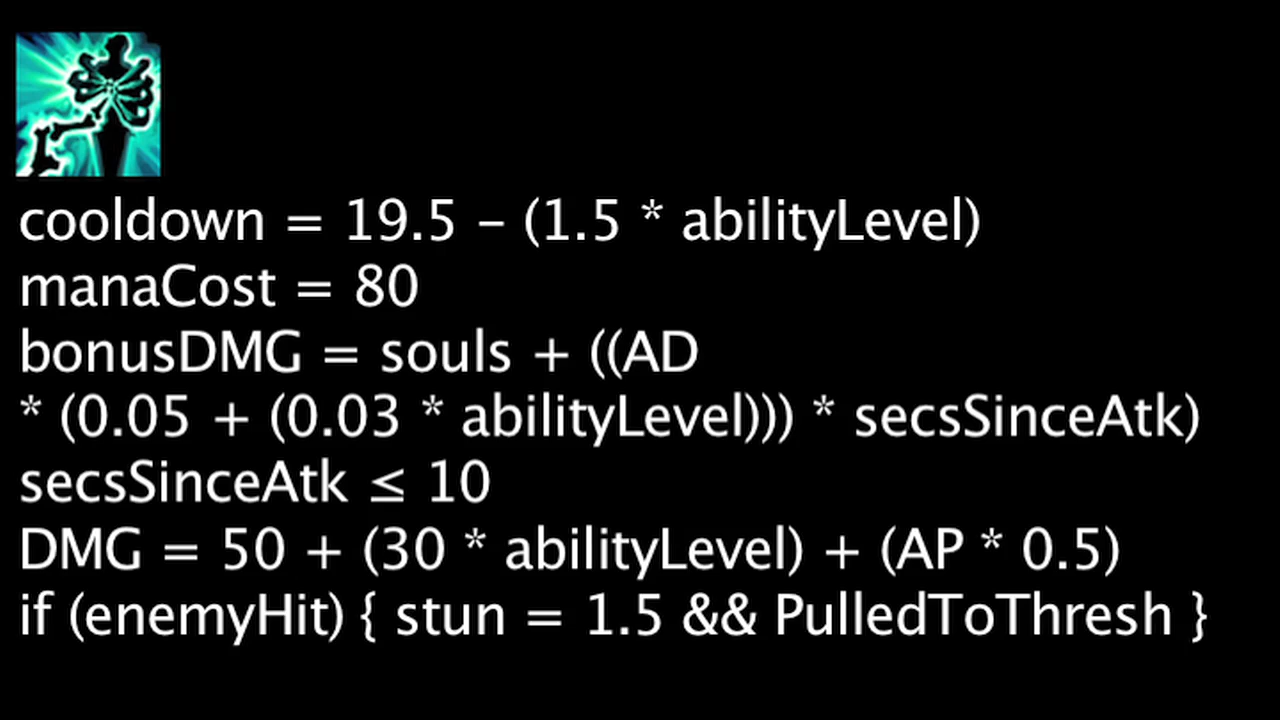 cooldown = 19.5 – (1.5 * abilityLevel)
manaCost = 80
bonusDMG = souls + ((AD
* (0.05 + (0.03 * abilityLevel))) * secsSinceAtk)
secsSinceAtk ≤ 10
DMG = 50 + (30 * abilityLevel) + (AP * 0.5)
if (enemyHit) { stun = 1.5 && PulledToThresh }